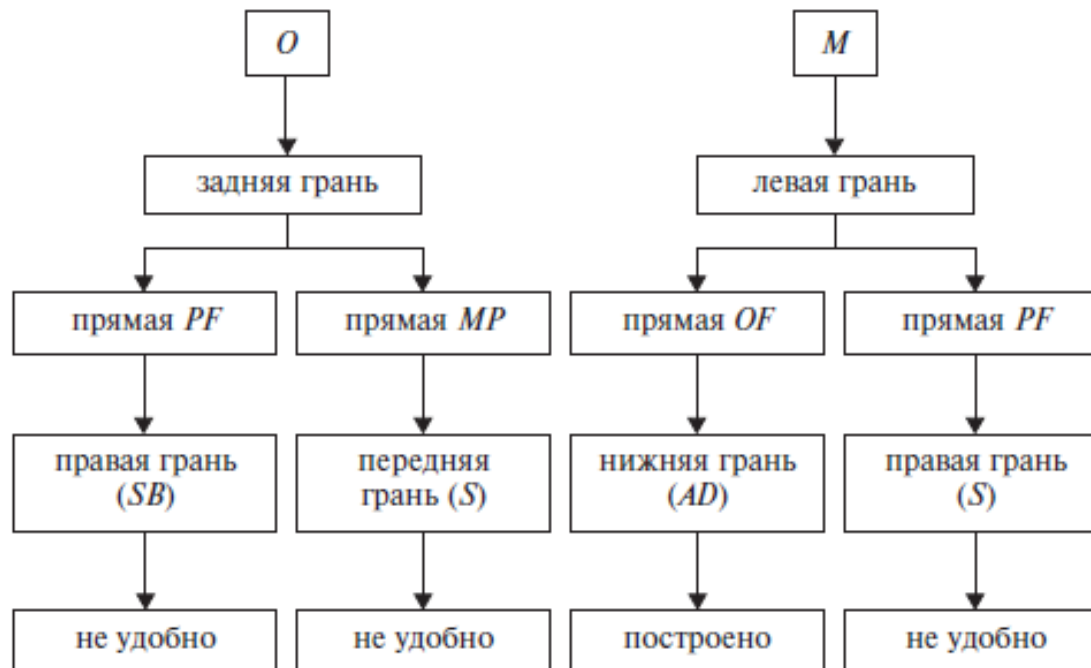 O
M
задняя грань
левая грань
прямая PF
прямая MP
прямая OF
прямая PF
правая грань
(SB)
передняя
грань (S)
нижняя грань
(AD)
правая грань
(S)
не удобно
не удобно
построено
не удобно